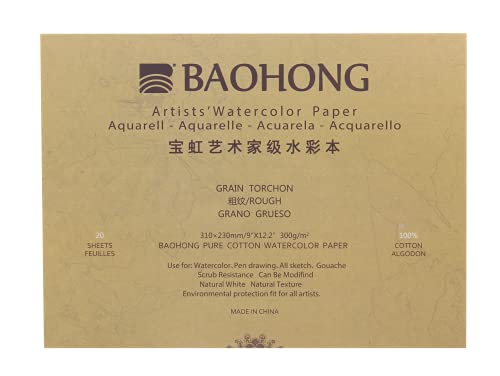 BAOHONG
Artists' Watercolor Paper
Aquarell - Aquarelle - Acuarela - Acquarello
宝虹艺术家级水彩本
GRAIN TORCHON
粗纹/ROUGH
GRANO GRUESO
310×230mm/9"X12.2" 300g/m²
BAOHONG PURE COTTON WATERCOLOR PAPER
20
SHEETS
FEUILLES
100%
COTTON
ALGODON
Use for: Watercolor. Pen drawing. All sketch. Gouache
Scrub Resistance Can Be Modifind
Natural White Natural Texture
Environmental protection fit for all artists.
MADE IN CHINA